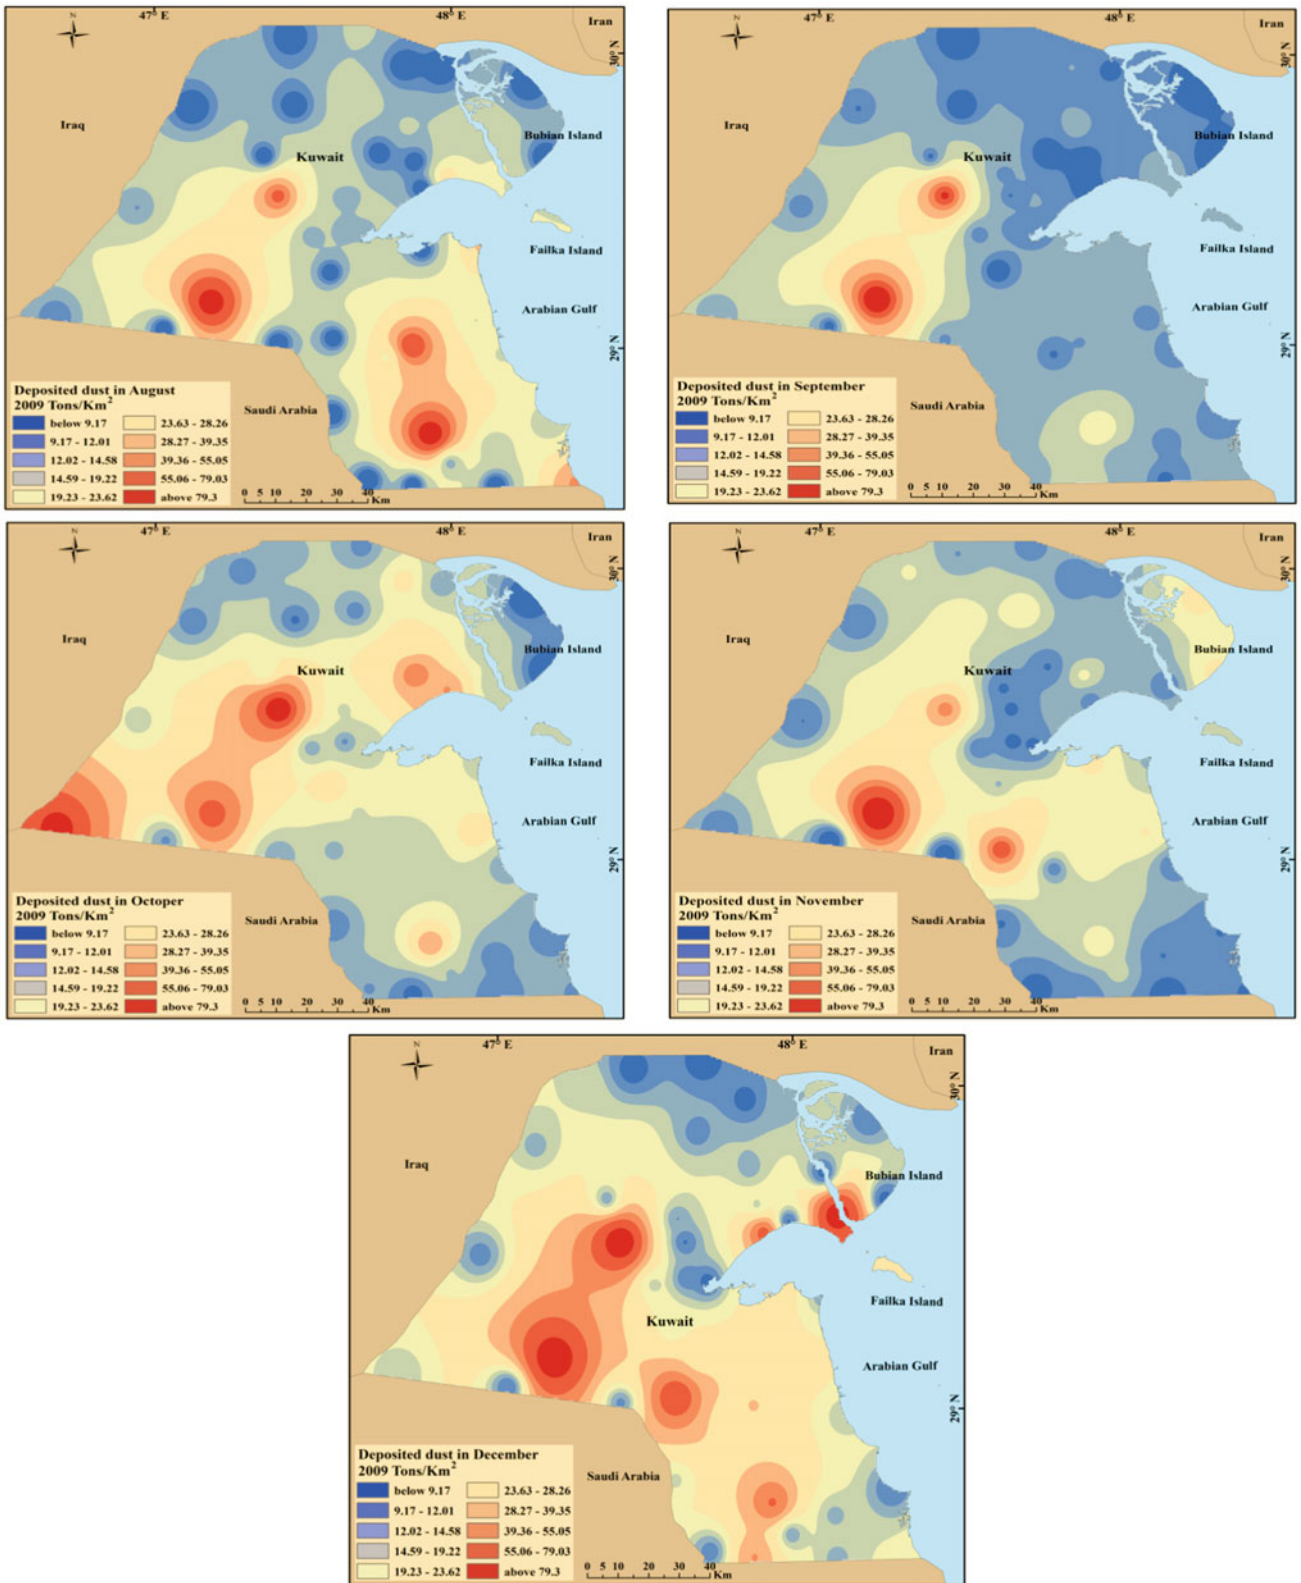 47° E
48° E
Iran
N
30° N
Iraq
Bubian Island
Kuwait
Failka Island
Arabian Gulf
29° N
Deposited dust in August
2009 Tons/Km2
Saudi Arabia
below 9.17
23.63 - 28.26
9.17 - 12.01
28.27 - 39.35
12.02 - 14.58
39.36 - 55.05
14.59 - 19.22
55.06 - 79.03
19.23 - 23.62
above 79.3
0 5 10 20 30 40 Km
47° E
48° E
Iran
N
30° N
Iraq
Bubian Island
Kuwait
Failka Island
Arabian Gulf
29° N
Deposited dust in September
2009 Tons/Km2
Saudi Arabia
below 9.17
23.63 - 28.26
9.17 - 12.01
28.27 - 39.35
12.02 - 14.58
39.36 - 55.05
14.59 - 19.22
55.06 - 79.03
19.23 - 23.62
above 79.3
0 5 10 20 30 40 Km
47° E
48° E
Iran
N
30° N
Iraq
Bubian Island
Kuwait
Failka Island
Arabian Gulf
29° N
Deposited dust in Octoper
2009 Tons/Km2
Saudi Arabia
below 9.17
23.63 - 28.26
9.17 - 12.01
28.27 - 39.35
12.02 - 14.58
39.36 - 55.05
14.59 - 19.22
55.06 - 79.03
19.23 - 23.62
above 79.3
0 5 10 20 30 40 Km
47° E
48° E
Iran
N
30° N
Iraq
Bubian Island
Kuwait
Failka Island
Arabian Gulf
29° N
Deposited dust in November
2009 Tons/Km2
Saudi Arabia
below 9.17
23.63 - 28.26
9.17 - 12.01
28.27 - 39.35
12.02 - 14.58
39.36 - 55.05
14.59 - 19.22
55.06 - 79.03
19.23 - 23.62
above 79.3
0 5 10 20 30 40 Km
47° E
48° E
Iran
N
30° N
Iraq
Bubian Island
Failka Island
Kuwait
Arabian Gulf
29° N
Deposited dust in December
2009 Tons/Km2
Saudi Arabia
below 9.17
23.63 - 28.26
9.17 - 12.01
28.27 - 39.35
12.02 - 14.58
39.36 - 55.05
14.59 - 19.22
55.06 - 79.03
19.23 - 23.62
above 79.3
0 5 10 20 30 40 Km